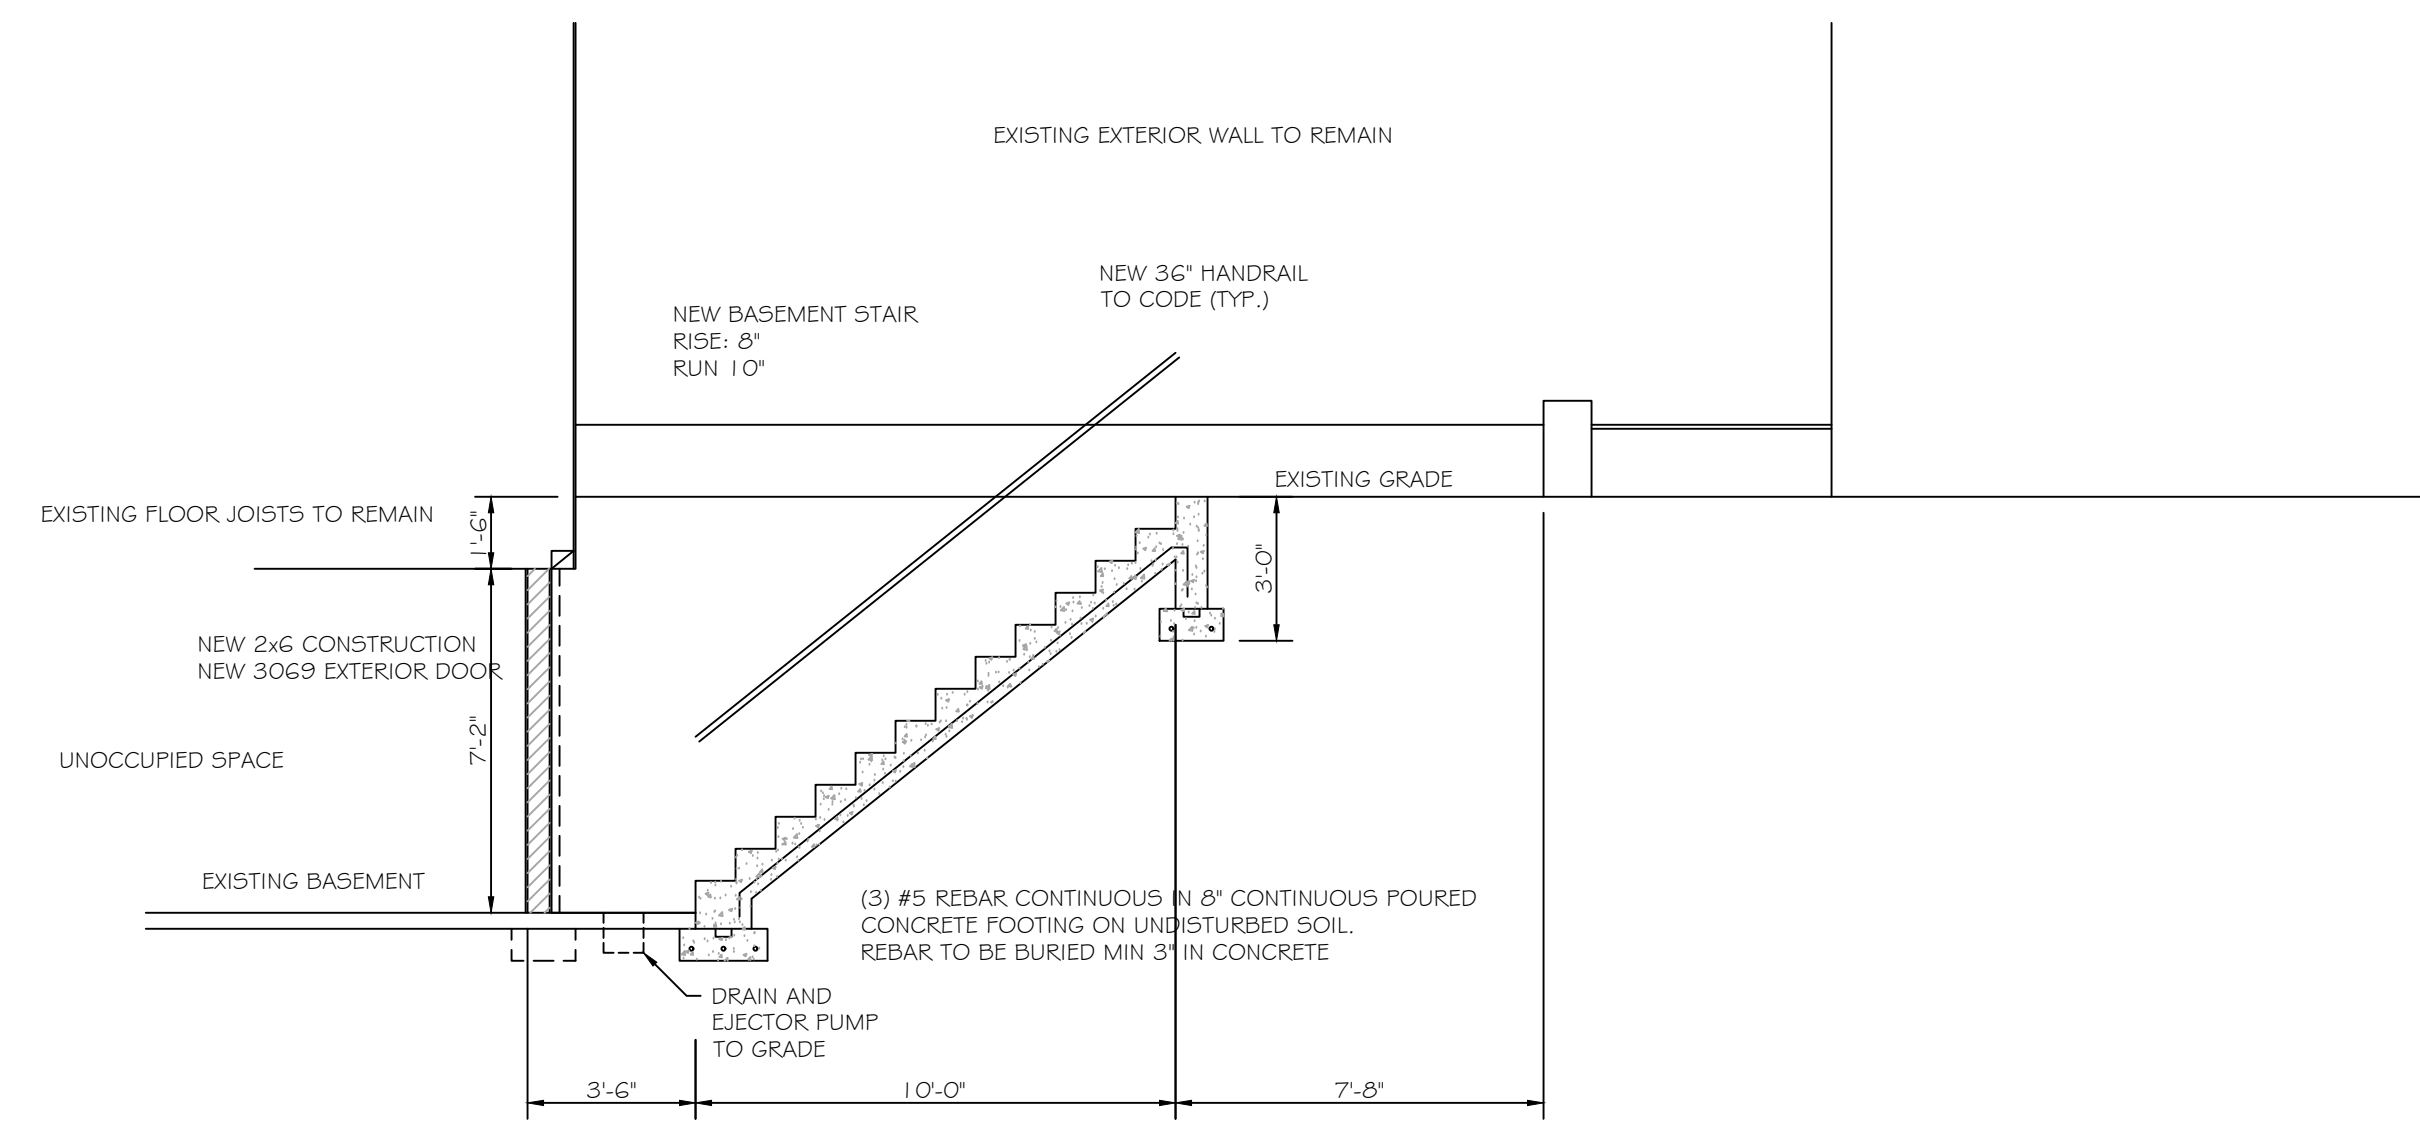 EXISTING EXTERIOR WALL TO REMAIN
NEW 36" HANDRAIL
TO CODE (TYP.)
NEW BASEMENT STAIR
RISE: 8"
RUN 10"
EXISTING GRADE
EXISTING FLOOR JOISTS TO REMAIN
1'-6"
3'-0"
NEW 2x6 CONSTRUCTION
NEW 3069 EXTERIOR DOOR
7'-2"
UNOCCUPIED SPACE
EXISTING BASEMENT
(3) #5 REBAR CONTINUOUS IN 8" CONTINUOUS POURED
CONCRETE FOOTING ON UNDISTURBED SOIL.
REBAR TO BE BURIED MIN 3" IN CONCRETE
DRAIN AND
EJECTOR PUMP
TO GRADE
3'-6"
10'-0"
7'-8"